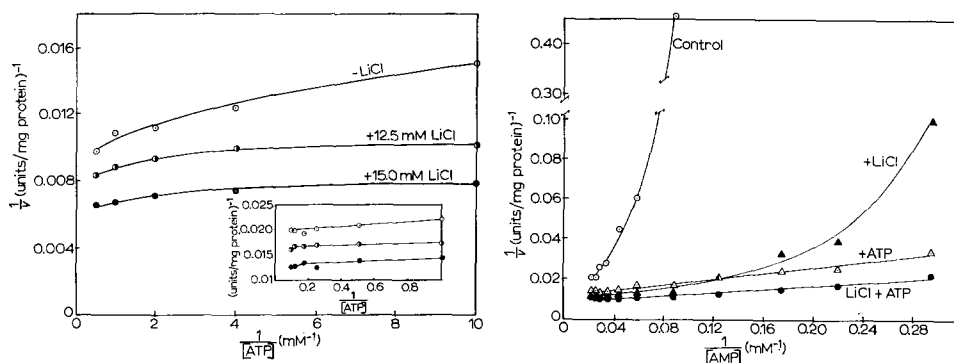 0.016
0.012
0.008
0.004
1/v (units/mg protein)⁻¹
-LiCl
+12.5 mM LiCl
+15.0 mM LiCl
0 2 4 6 8 10
1/[ATP] (mM⁻¹)
0.025
0.020
0.015
0.01
(units/mg protein)⁻¹
0.2 0.4 0.6 0.8
1/[ATP]
0.40
0.30
0.10
0.08
0.06
0.04
0.02
0
1/v (units/mg protein)⁻¹
Control
+LiCl
+ATP
LiCl + ATP
0.04 0.08 0.12 0.16 0.20 0.24 0.28
1/[AMP] (mM⁻¹)